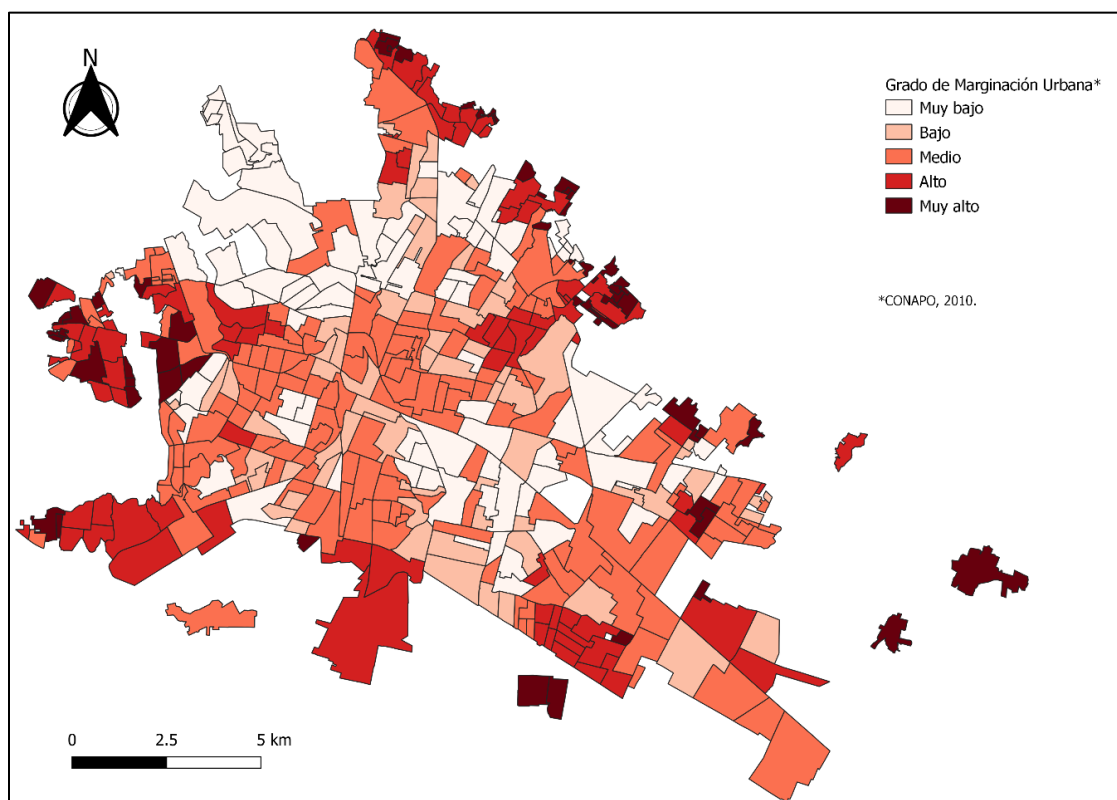 N
Grado de Marginación Urbana*
Muy bajo
Bajo
Medio
Alto
Muy alto
*CONAPO, 2010.
0 2.5 5 km